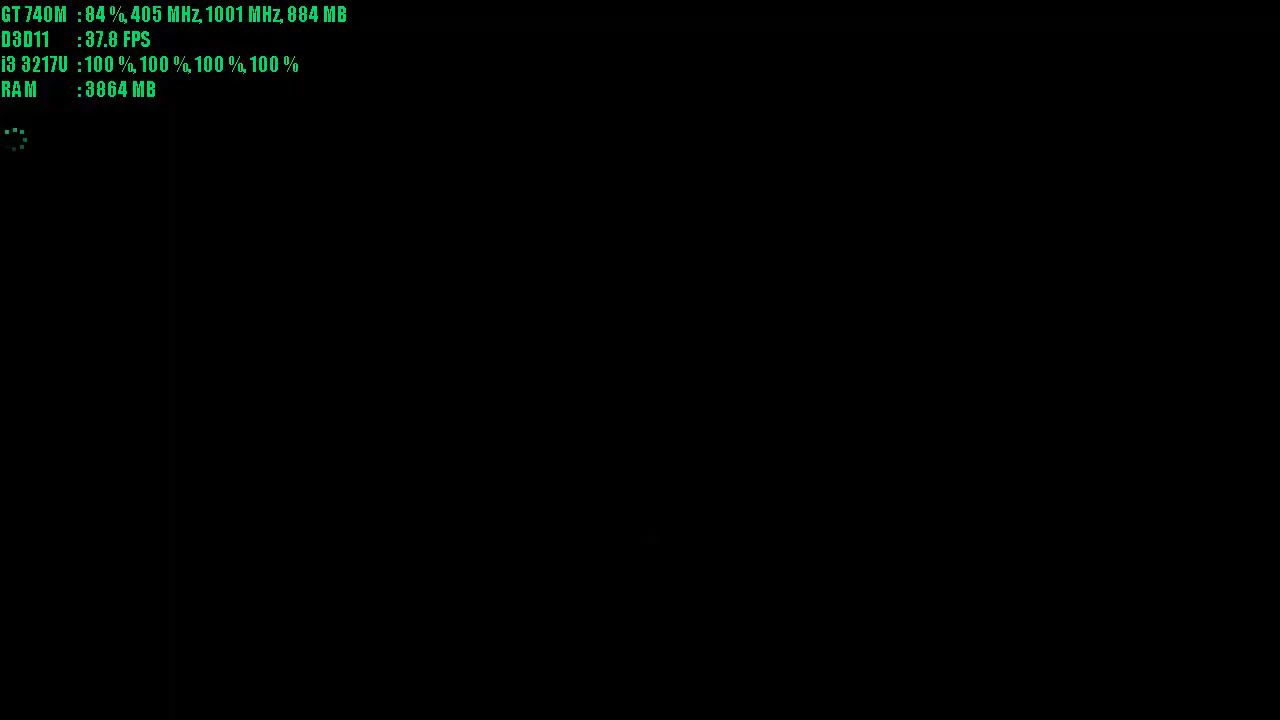 GT 740M : 84 %, 405 MHz, 1001 MHz, 884 MB
D3D11 : 37.8 FPS
i3 3217U : 100 %, 100 %, 100 %, 100 %
RAM : 3864 MB